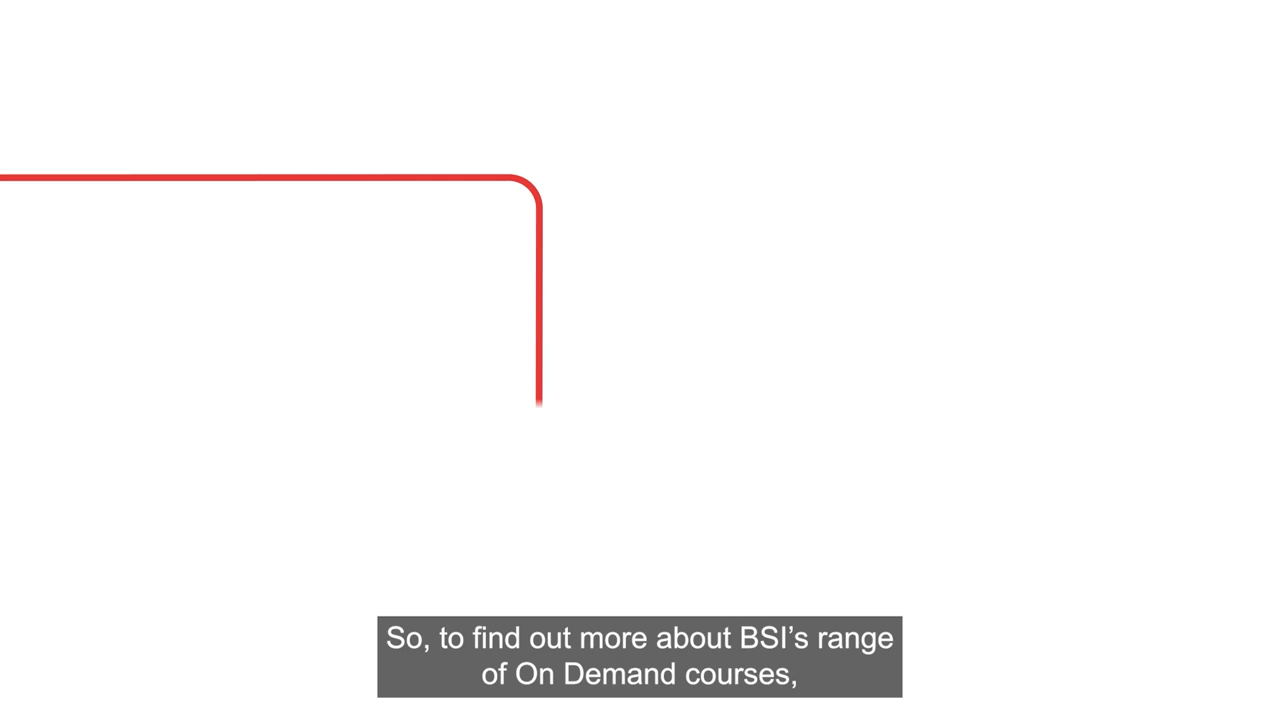 So, to find out more about BSI’s range
of On Demand courses,